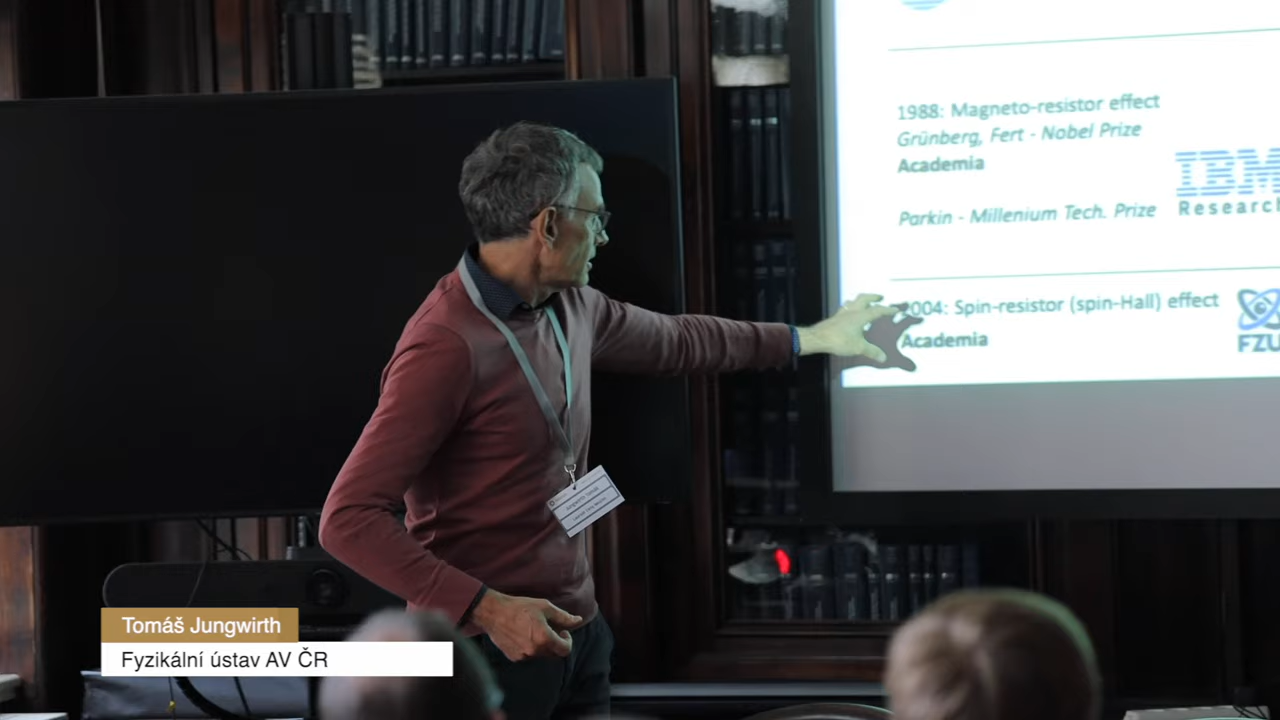 1988: Magneto-resistor effect
Grünberg, Fert - Nobel Prize
Academia
IBM
Research
Parkin - Millenium Tech. Prize
2004: Spin-resistor (spin-Hall) effect
Academia
FZU
Tomáš Jungwirth
Fyzikální ústav AV ČR